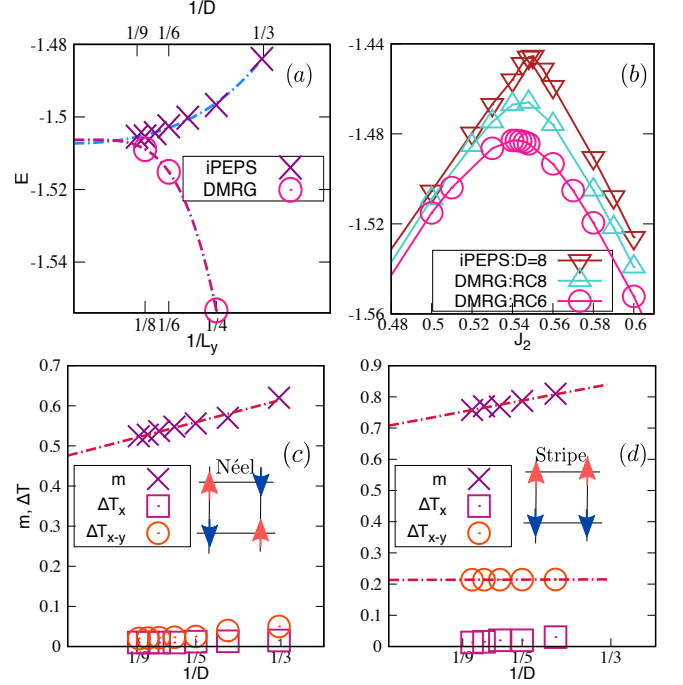 1/D
1/9 1/6 1/3
-1.48
-1.5
-1.52
-1.54
E
(a)
iPEPS
DMRG
1/8 1/6 1/4
1/L_y
-1.44
-1.48
-1.52
-1.56
(b)
iPEPS:D=8
DMRG:RC8
DMRG:RC6
0.48 0.5 0.52 0.54 0.56 0.58 0.6
J_2
0.7
0.6
0.5
0.4
0.3
0.2
0.1
0
m, ΔT
(c)
Néel
m
ΔT_x
ΔT_x-y
1/9 1/5 1/3
1/D
0.9
0.8
0.7
0.6
0.5
0.4
0.3
0.2
0.1
0
(d)
Stripe
m
ΔT_x
ΔT_x-y
1/9 1/5 1/3
1/D